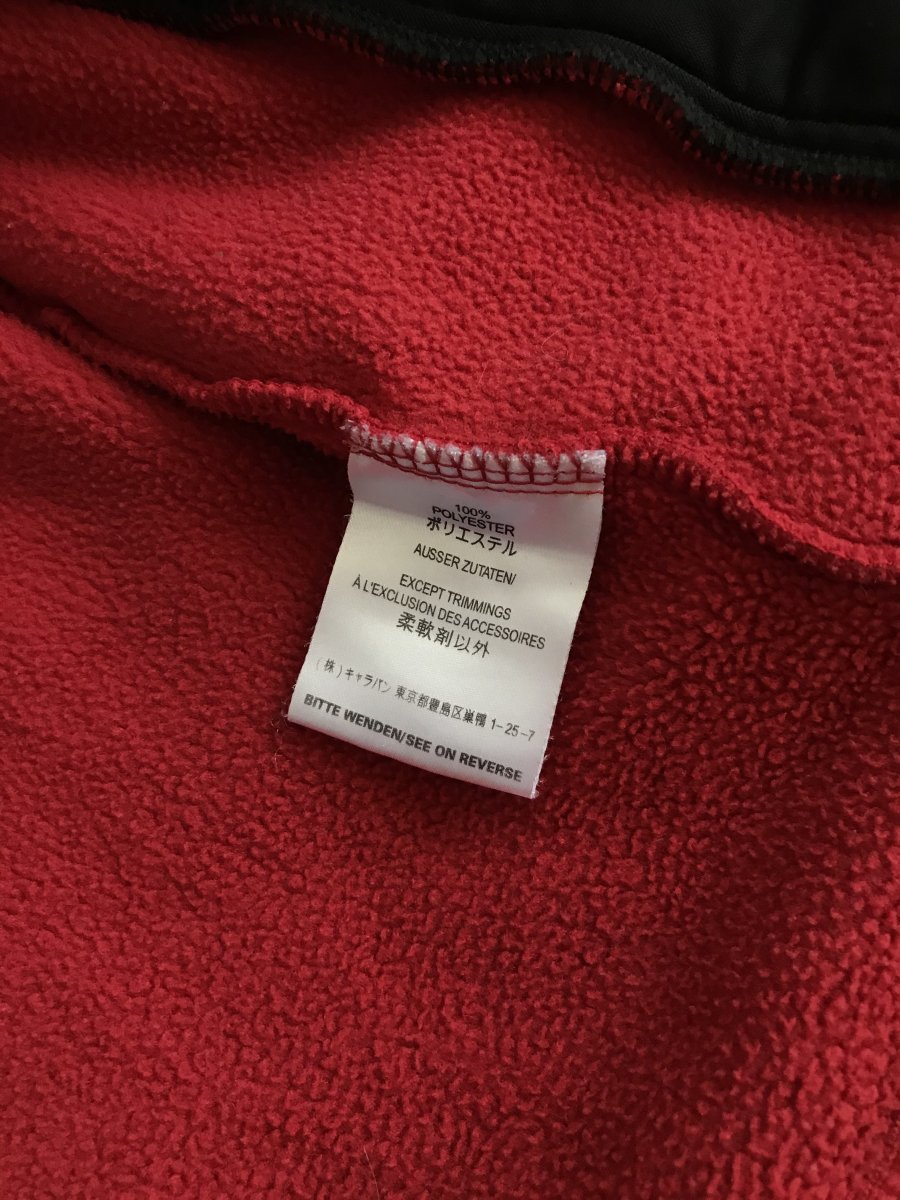 100%
POLYESTER
ポリエステル
AUSSER ZUTATEN/
EXCEPT TRIMMINGS
À L'EXCLUSION DES ACCESSOIRES
柔軟剤以外
(株)キャラバン 東京都豊島区巣鴨 1-25-7
BITTE WENDEN/SEE ON REVERSE